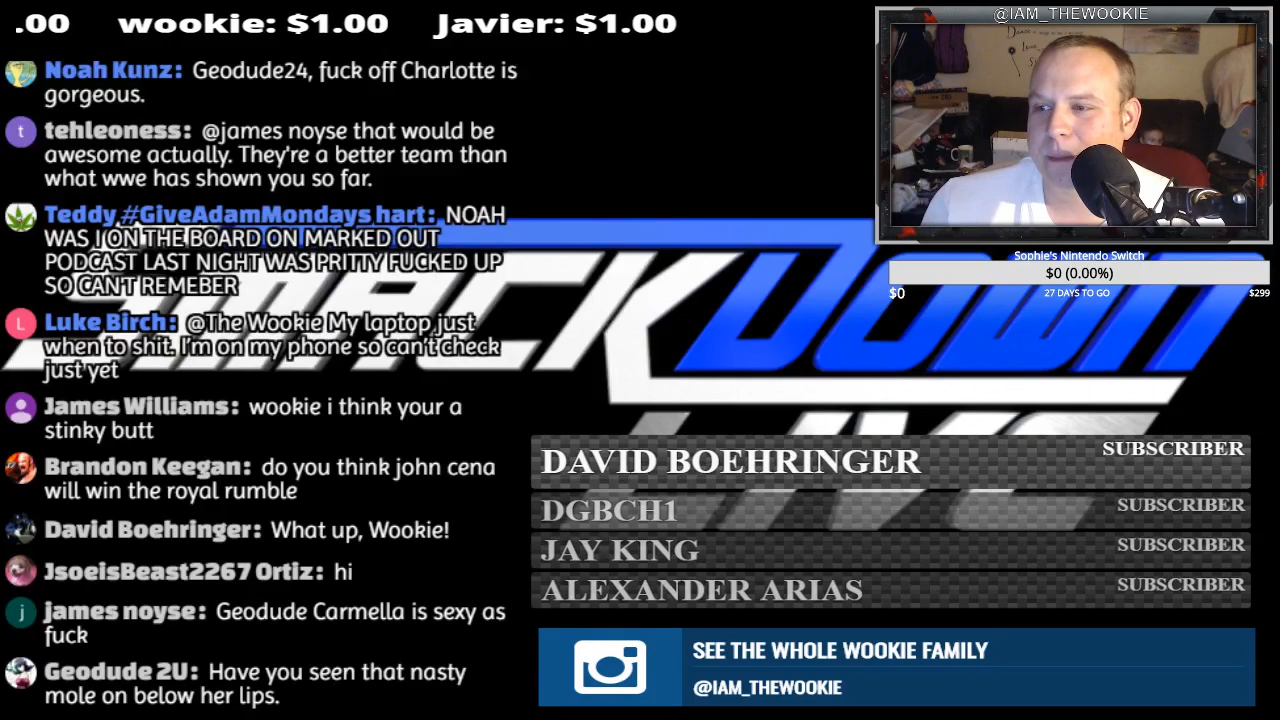 .00 wookie: $1.00 Javier: $1.00
@IAM_THEWOOKIE
Noah Kunz: Geodude24, fuck off Charlotte is
gorgeous.
t tehleoness: @james noyse that would be
awesome actually. They're a better team than
what wwe has shown you so far.
Teddy #GiveAdamMondays hart: NOAH
WAS I ON THE BOARD ON MARKED OUT
PODCAST LAST NIGHT WAS PRITTY FUCKED UP
SO CAN'T REMEBER
L Luke Birch: @The Wookie My laptop just
when to shit. I'm on my phone so can't check
just yet
James Williams: wookie i think your a
stinky butt
Brandon Keegan: do you think john cena
will win the royal rumble
David Boehringer: What up, Wookie!
JsoeisBeast2267 Ortiz: hi
j james noyse: Geodude Carmella is sexy as
fuck
Geodude 2U: Have you seen that nasty
mole on below her lips.
Sophie's Nintendo Switch
$0 (0.00%)
$0 27 DAYS TO GO $299
SMACKDOWN
LIVE
DAVID BOEHRINGER SUBSCRIBER
DGBCH1 SUBSCRIBER
JAY KING SUBSCRIBER
ALEXANDER ARIAS SUBSCRIBER
SEE THE WHOLE WOOKIE FAMILY
@IAM_THEWOOKIE